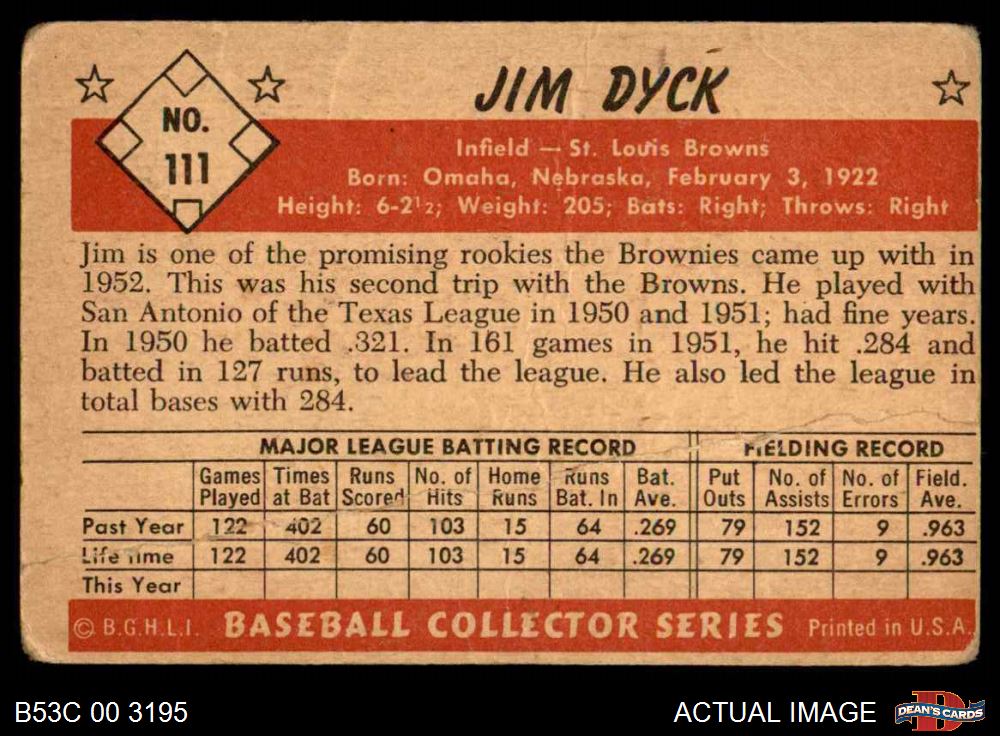 NO.
111
JIM DYCK
Infield — St. Louis Browns
Born: Omaha, Nebraska, February 3, 1922
Height: 6-2½; Weight: 205; Bats: Right; Throws: Right
Jim is one of the promising rookies the Brownies came up with in
1952. This was his second trip with the Browns. He played with
San Antonio of the Texas League in 1950 and 1951; had fine years.
In 1950 he batted .321. In 161 games in 1951, he hit .284 and
batted in 127 runs, to lead the league. He also led the league in
total bases with 284.
MAJOR LEAGUE BATTING RECORD FIELDING RECORD
Games Times Runs No. of Home Runs Bat. Put No. of No. of Field.
Played at Bat Scored Hits Runs Bat. In Ave. Outs Assists Errors Ave.
Past Year 122 402 60 103 15 64 .269 79 152 9 .963
Life Time 122 402 60 103 15 64 .269 79 152 9 .963
This Year
© B.G.H.L.I. BASEBALL COLLECTOR SERIES Printed in U.S.A.
B53C 00 3195 ACTUAL IMAGE DEAN'S CARDS